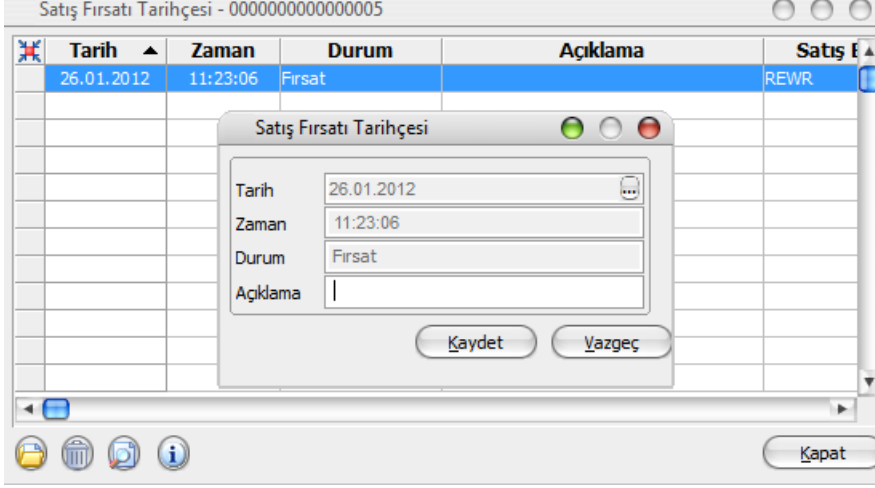 Satış Fırsatı Tarihçesi - 0000000000000005
Tarih Zaman Durum Açıklama Satış
26.01.2012 11:23:06 Fırsat REWR
Satış Fırsatı Tarihçesi
Tarih 26.01.2012 ...
Zaman 11:23:06
Durum Fırsat
Açıklama
Kaydet Vazgeç
Kapat